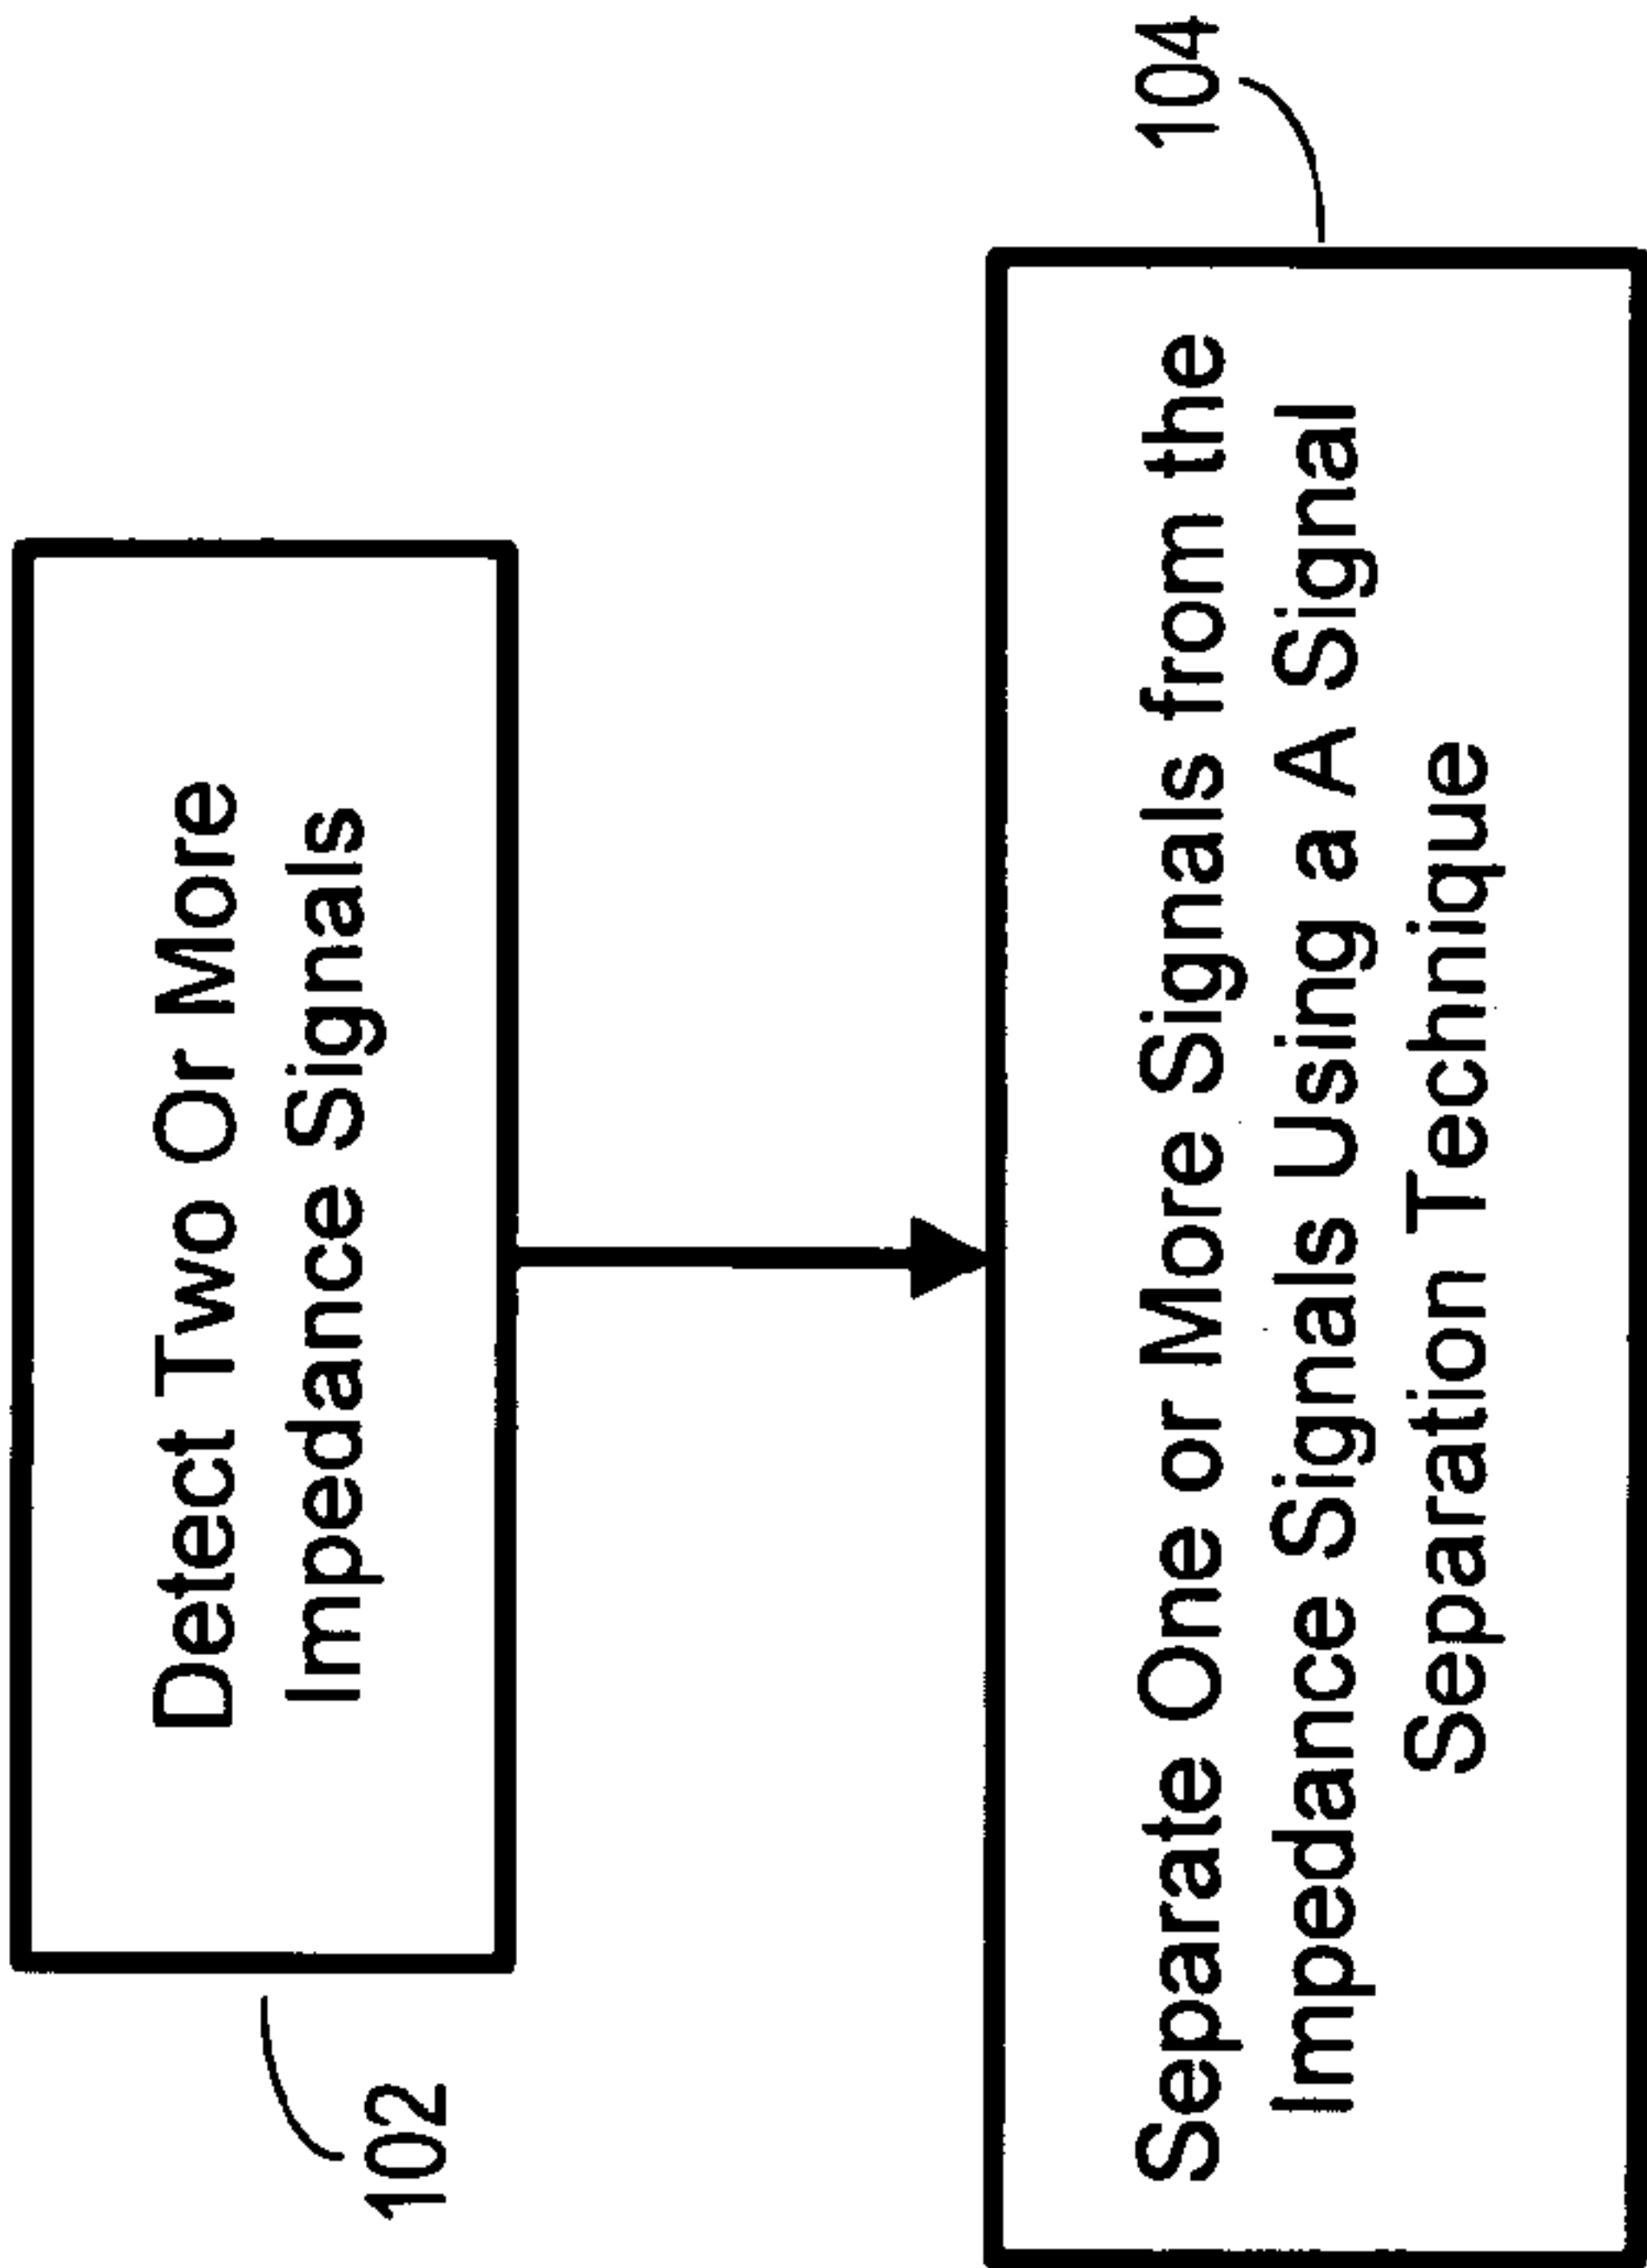 Detect Two Or More
Impedance Signals
102
Separate One or More Signals from the
Impedance Signals Using a A Signal
Separation Technique
104